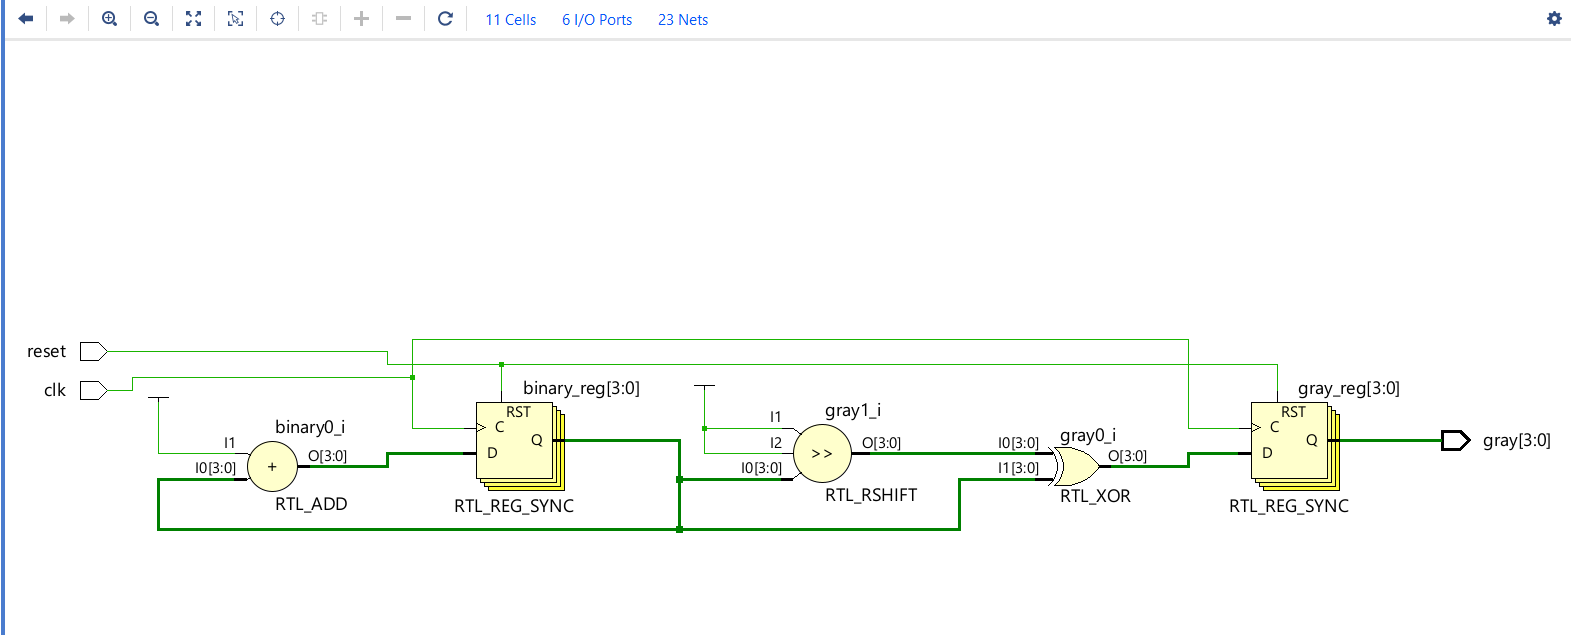 11 Cells 6 I/O Ports 23 Nets
reset
clk
binary0_i
I1
I0[3:0]
+
O[3:0]
RTL_ADD
binary_reg[3:0]
RST
C
Q
D
RTL_REG_SYNC
gray1_i
I1
I2
I0[3:0]
>>
O[3:0]
RTL_RSHIFT
gray0_i
I0[3:0]
I1[3:0]
O[3:0]
RTL_XOR
gray_reg[3:0]
RST
C
Q
D
RTL_REG_SYNC
gray[3:0]